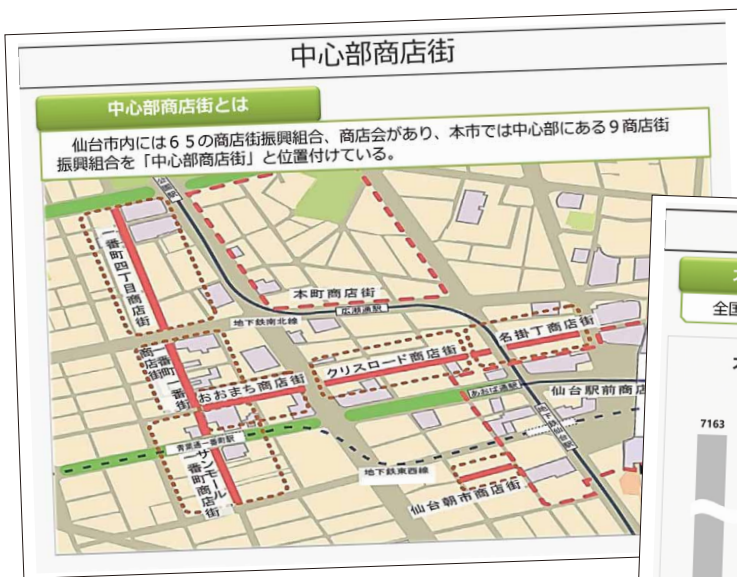 中心部商店街
中心部商店街とは
仙台市内には６５の商店街振興組合、商店会があり、本市では中心部にある９商店街
振興組合を「中心部商店街」と位置付けている。
一番町四丁目商店街
本町商店街
広瀬通駅
地下鉄南北線
名掛丁商店街
クリスロード商店街
一番町
商店街
おおまち商店街
あおば通駅
仙台駅前商店
地下鉄仙台駅
青葉通一番町駅
サンモール
一番町商店街
地下鉄東西線
仙台朝市商店街
全国
7163